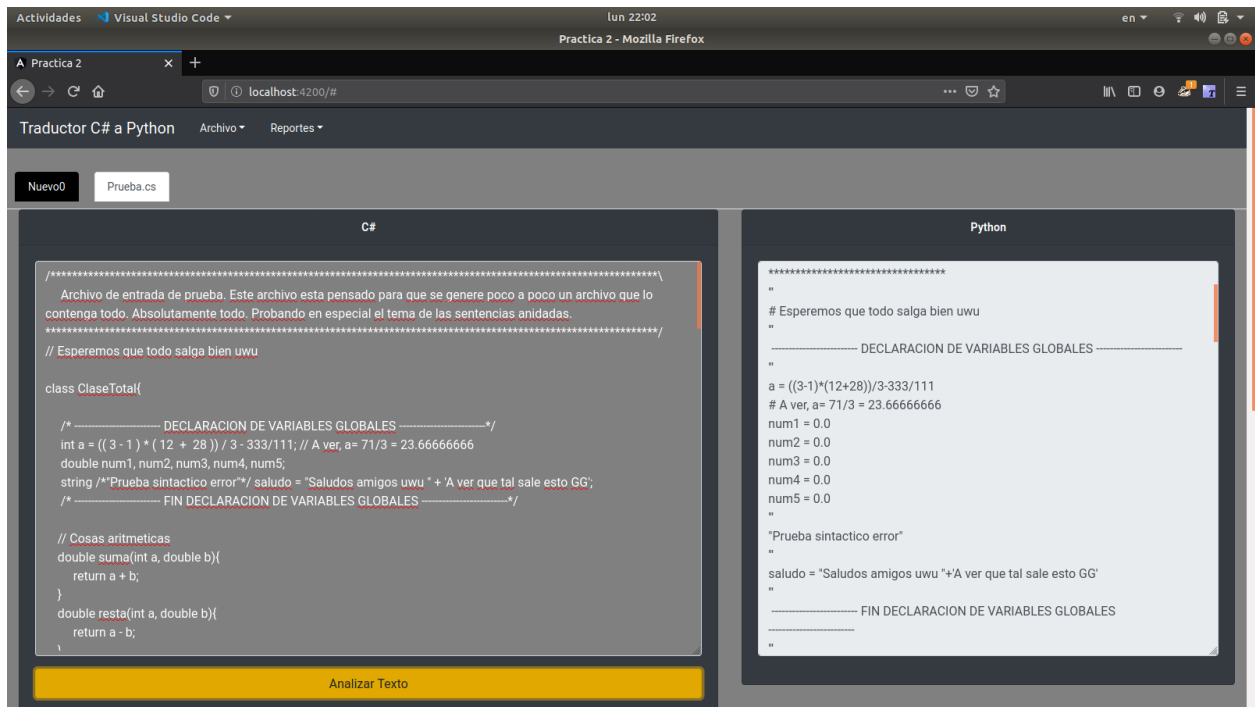 Actividades Visual Studio Code lun 22:02 en
Practica 2 - Mozilla Firefox
Practica 2
localhost:4200/#
Traductor C# a Python Archivo Reportes
Nuevo0 Prueba.cs
C#
/*****************************************************************************************************************\
Archivo de entrada de prueba. Este archivo esta pensado para que se genere poco a poco un archivo que lo
contenga todo. Absolutamente todo. Probando en especial el tema de las sentencias anidadas.
******************************************************************************************************************/
// Esperemos que todo salga bien uwu
class ClaseTotal{
/* ------------------------- DECLARACION DE VARIABLES GLOBALES -------------------------*/
int a = (( 3 - 1 ) * ( 12 + 28 )) / 3 - 333/111; // A ver, a= 71/3 = 23.66666666
double num1, num2, num3, num4, num5;
string /*"Prueba sintactico error"*/ saludo = "Saludos amigos uwu " + 'A ver que tal sale esto GG';
/* ------------------------- FIN DECLARACION DE VARIABLES GLOBALES -------------------------*/
// Cosas aritmeticas
double suma(int a, double b){
return a + b;
}
double resta(int a, double b){
return a - b;
}
Analizar Texto
Python
*********************************
'''
# Esperemos que todo salga bien uwu
'''
------------------------- DECLARACION DE VARIABLES GLOBALES -------------------------
'''
a = ((3-1)*(12+28))/3-333/111
# A ver, a= 71/3 = 23.66666666
num1 = 0.0
num2 = 0.0
num3 = 0.0
num4 = 0.0
num5 = 0.0
'''
"Prueba sintactico error"
'''
saludo = "Saludos amigos uwu "+'A ver que tal sale esto GG'
'''
------------------------- FIN DECLARACION DE VARIABLES GLOBALES
-------------------------
'''